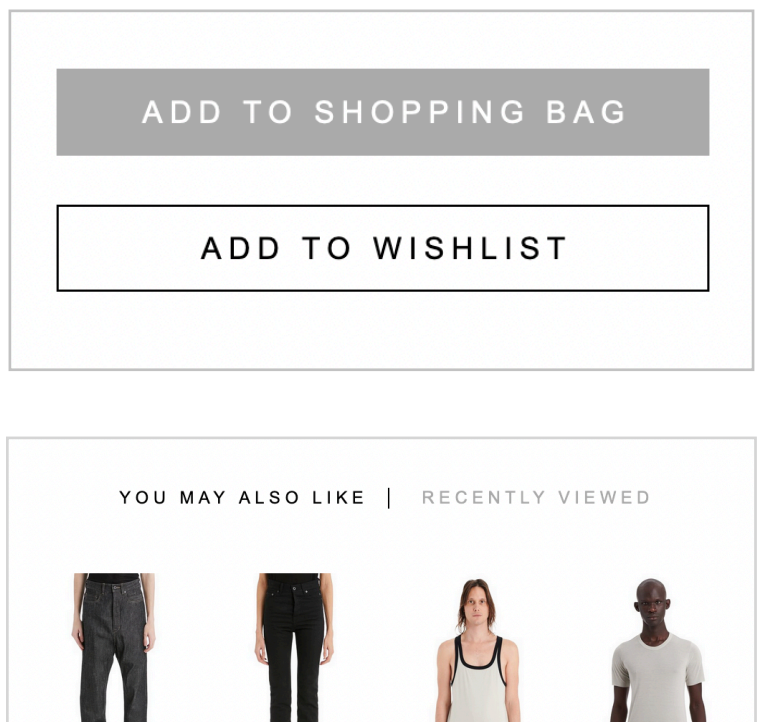 ADD TO SHOPPING BAG
ADD TO WISHLIST
YOU MAY ALSO LIKE | RECENTLY VIEWED